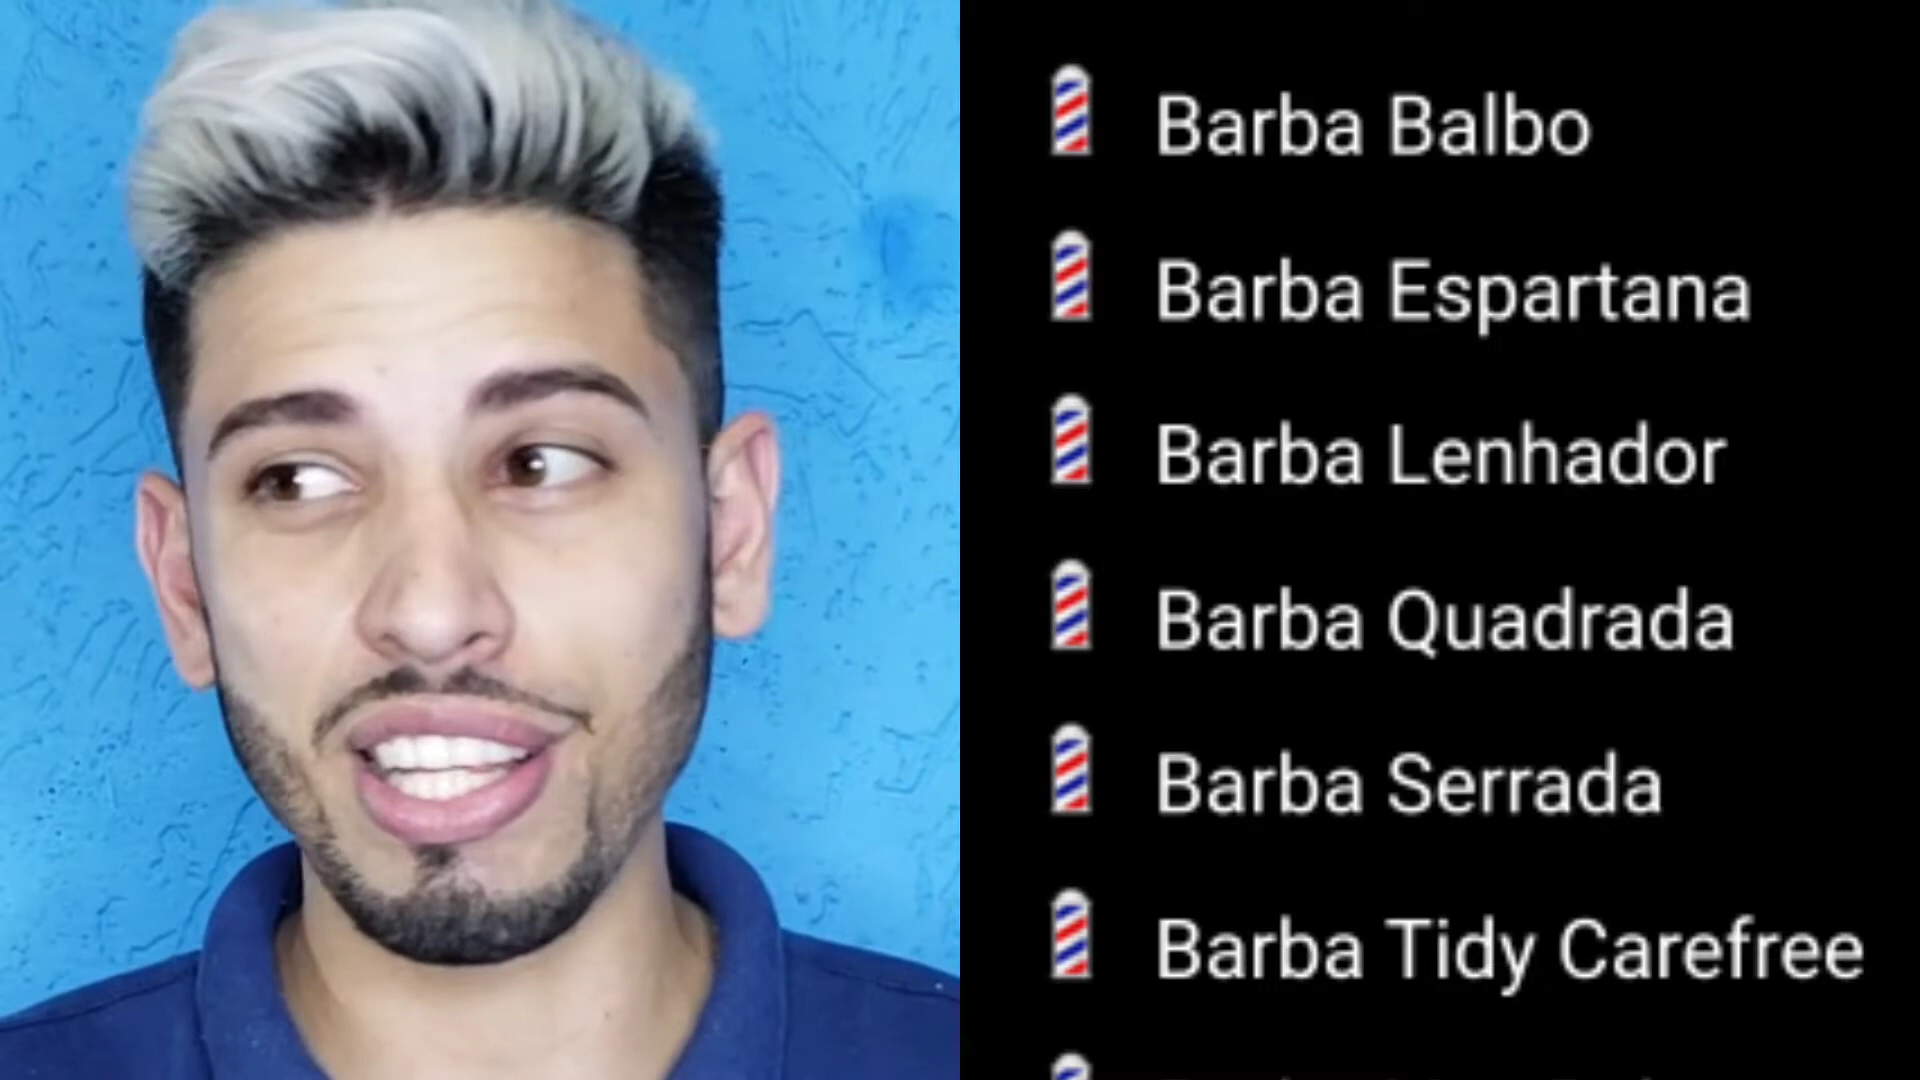 Barba Balbo
Barba Espartana
Barba Lenhador
Barba Quadrada
Barba Serrada
Barba Tidy Carefree